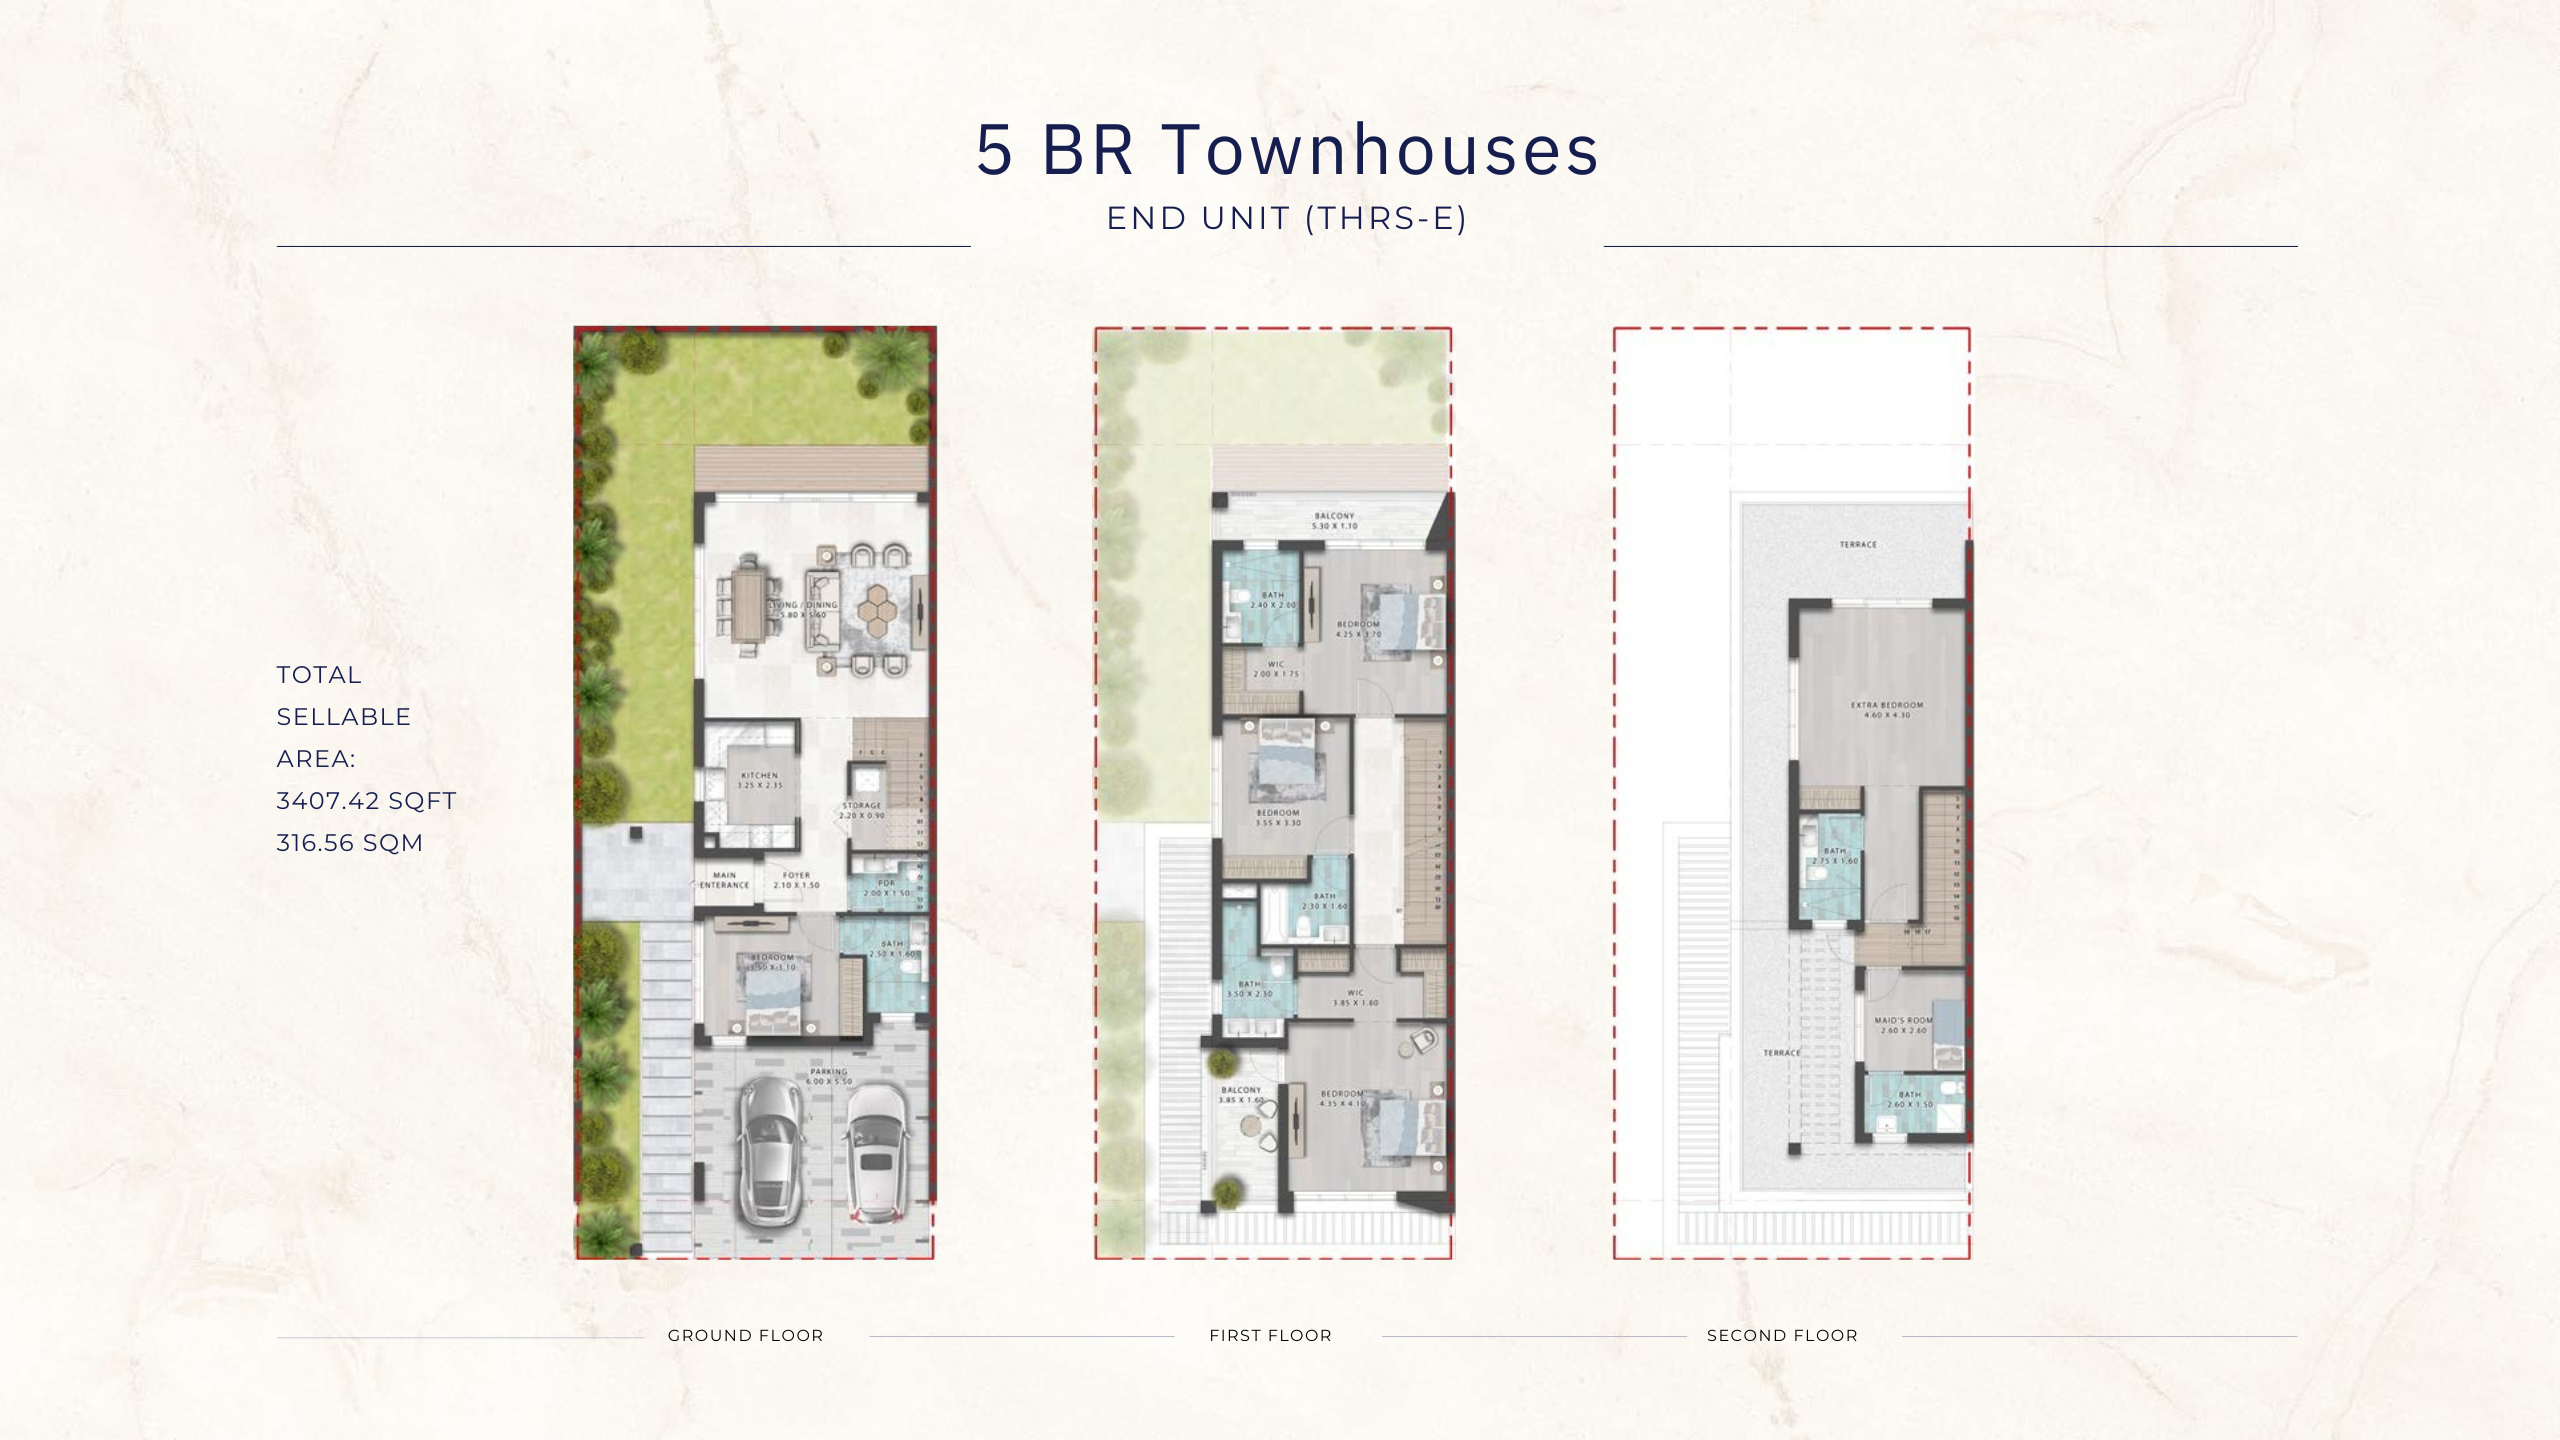 5 BR Townhouses
END UNIT (THRS-E)
TOTAL
SELLABLE
AREA:
3407.42 SQFT
316.56 SQM
LIVING / DINING
5.80 X 5.60
KITCHEN
3.25 X 2.35
STORAGE
2.20 X 0.90
MAIN
ENTERANCE
FOYER
2.10 X 1.50
PDR
2.00 X 1.50
BATH
2.50 X 1.60
BEDROOM
3.10
PARKING
6.00 X 5.50
GROUND FLOOR
BALCONY
5.30 X 1.10
BATH
2.40 X 2.00
BEDROOM
4.25 X 3.70
WIC
2.00 X 1.75
BEDROOM
3.55 X 3.30
BATH
2.30 X 1.60
BATH
3.50 X 2.30
WIC
3.85 X 1.80
BALCONY
3.85 X 1.60
BEDROOM
4.35 X 4.10
FIRST FLOOR
TERRACE
EXTRA BEDROOM
4.60 X 4.30
BATH
2.75 X 1.60
MAID'S ROOM
2.60 X 2.60
TERRACE
BATH
2.60 X 1.50
SECOND FLOOR